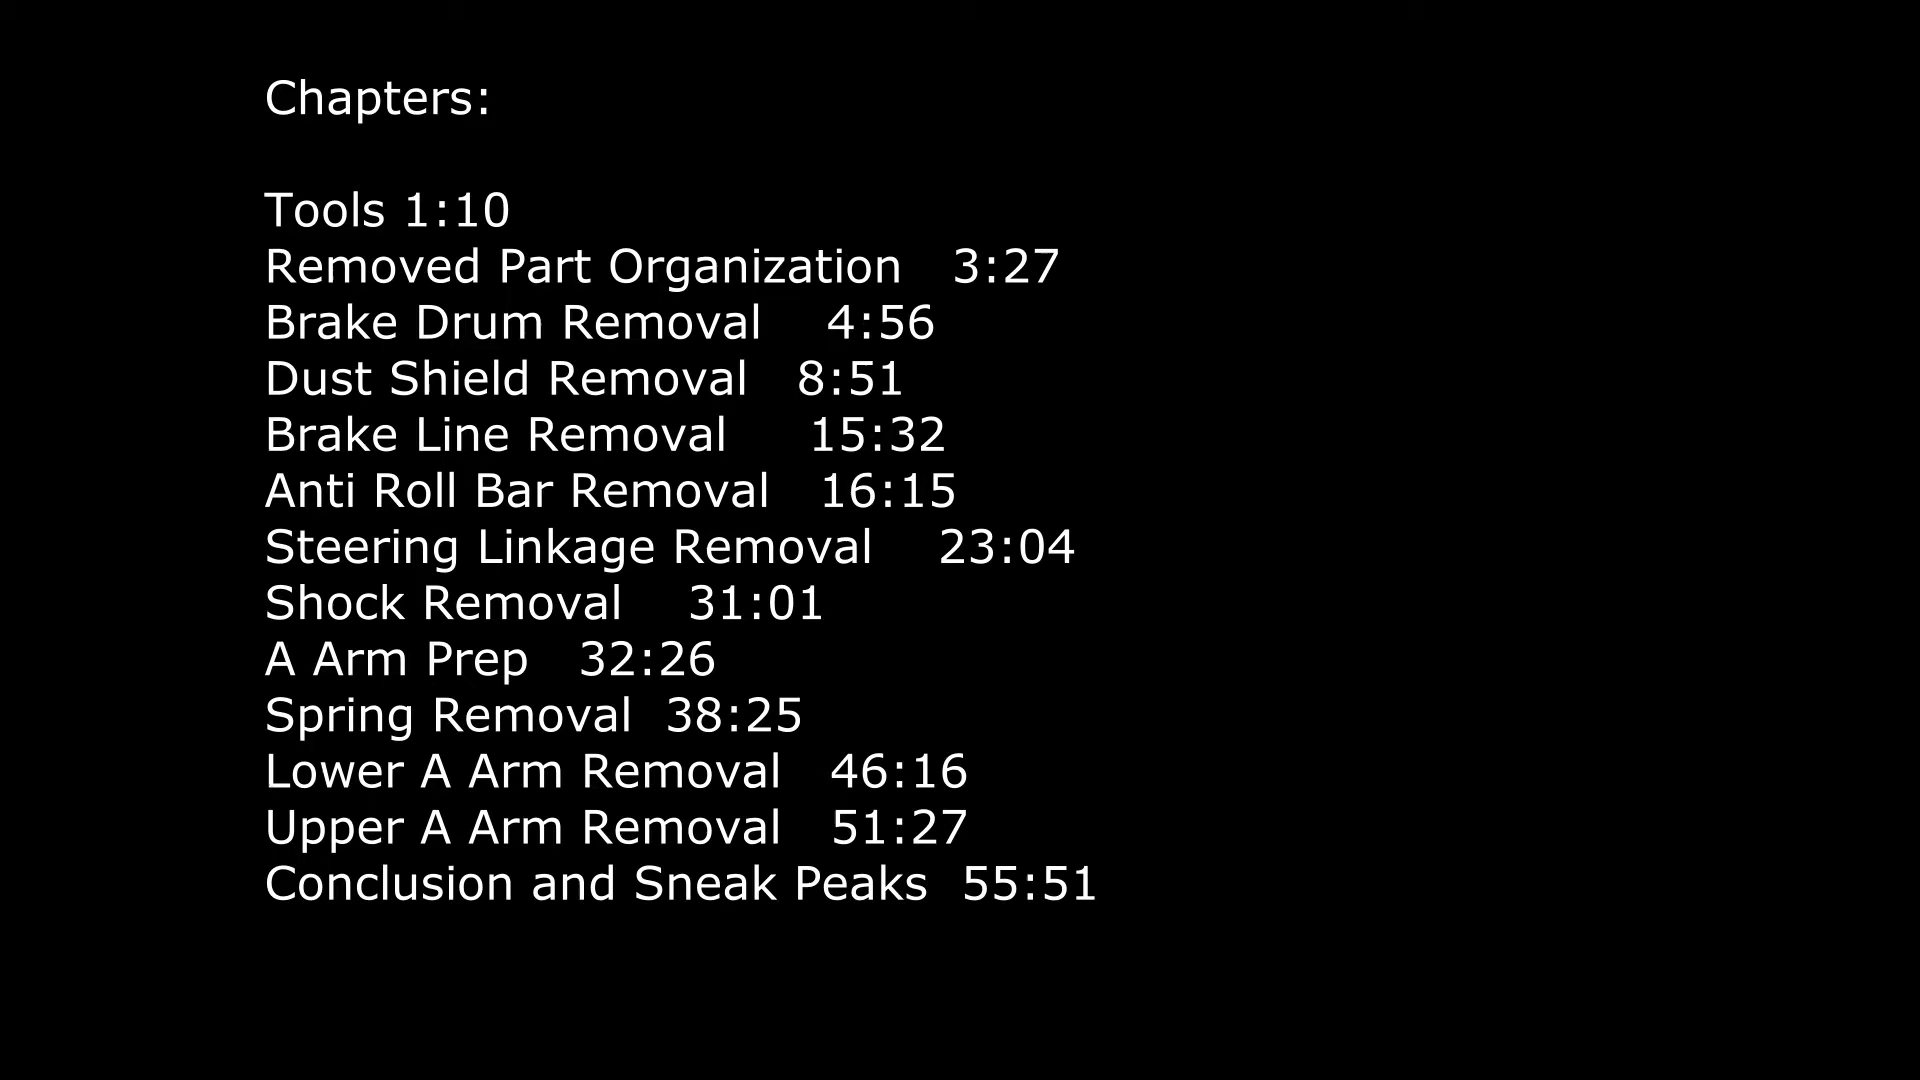 Chapters:
Tools 1:10
Removed Part Organization 3:27
Brake Drum Removal 4:56
Dust Shield Removal 8:51
Brake Line Removal 15:32
Anti Roll Bar Removal 16:15
Steering Linkage Removal 23:04
Shock Removal 31:01
A Arm Prep 32:26
Spring Removal 38:25
Lower A Arm Removal 46:16
Upper A Arm Removal 51:27
Conclusion and Sneak Peaks 55:51